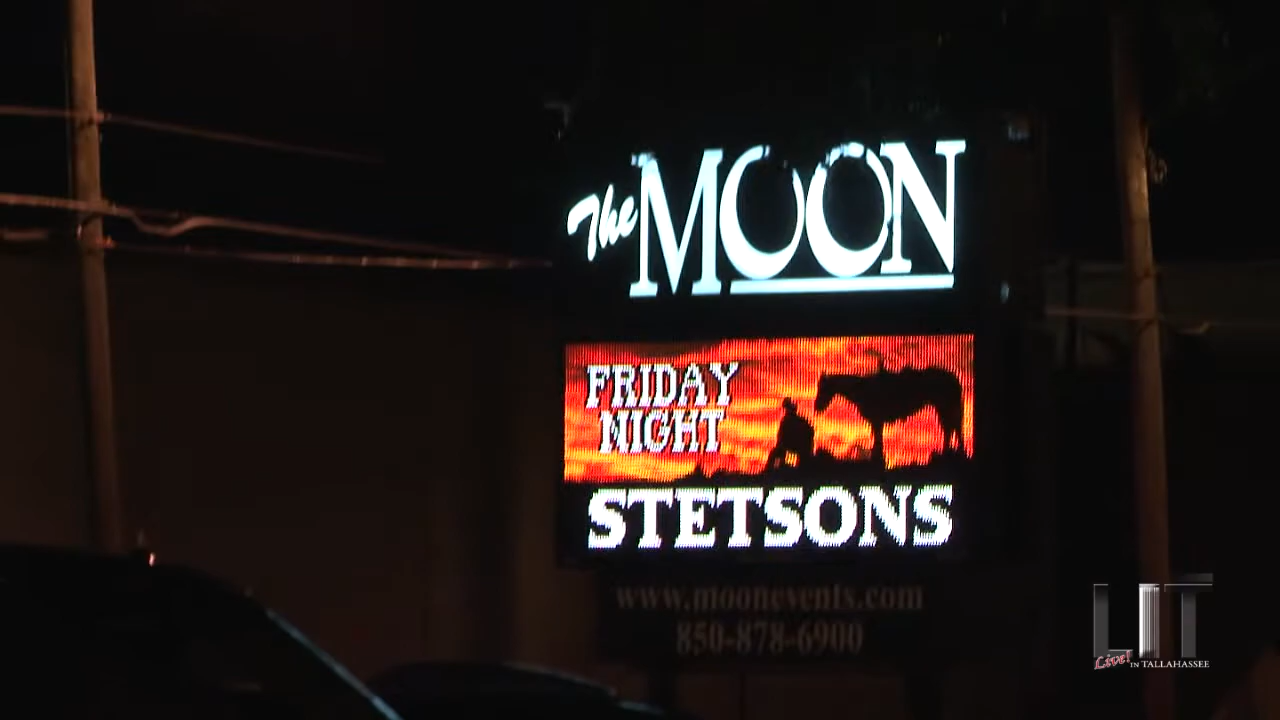 The MOON
FRIDAY
NIGHT
STETSONS
www.moonevents.com
850-878-6900
LIT
Live! IN TALLAHASSEE